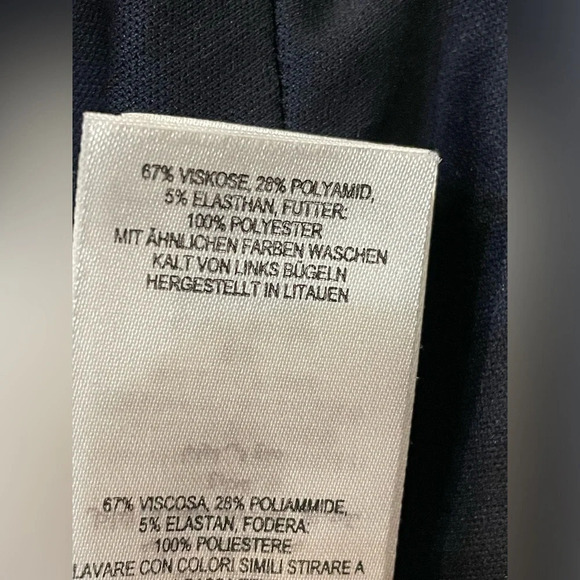 67% VISKOSE, 28% POLYAMID,
5% ELASTHAN, FUTTER:
100% POLYESTER
MIT ÄHNLICHEN FARBEN WASCHEN
KALT VON LINKS BÜGELN
HERGESTELLT IN LITAUEN
67% VISCOSA, 28% POLIAMMIDE,
5% ELASTAN, FODERA:
100% POLIESTERE
LAVARE CON COLORI SIMILI STIRARE A